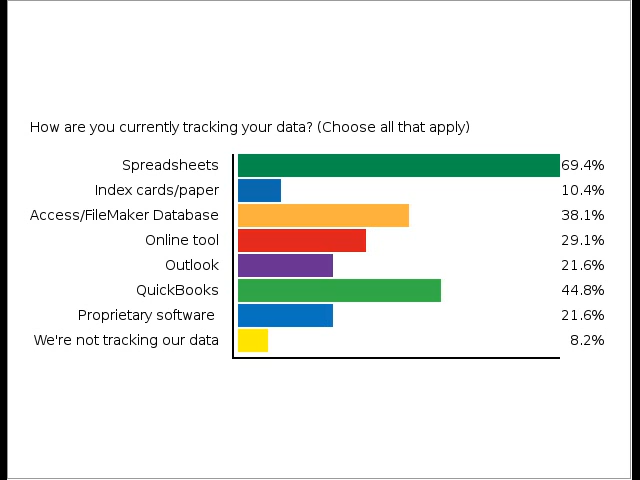 How are you currently tracking your data? (Choose all that apply)
Spreadsheets 69.4%
Index cards/paper 10.4%
Access/FileMaker Database 38.1%
Online tool 29.1%
Outlook 21.6%
QuickBooks 44.8%
Proprietary software 21.6%
We're not tracking our data 8.2%